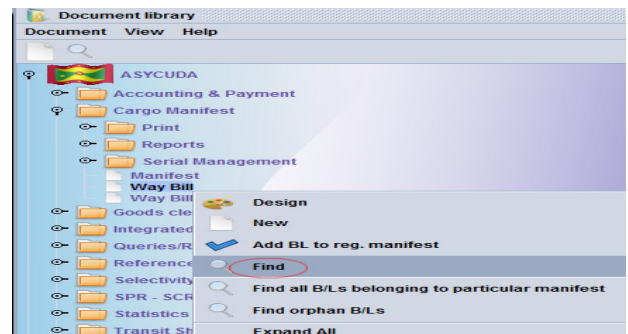 Document library
Document View Help
ASYCUDA
Accounting & Payment
Cargo Manifest
Print
Reports
Serial Management
Manifest
Way Bill
Way Bill
Design
Goods cle
New
Integrated
Queries/R
Add BL to reg. manifest
Reference
Find
Selectivity
Find all B/Ls belonging to particular manifest
SPR - SCR
Statistics
Find orphan B/Ls
Transit Sh
Expand All